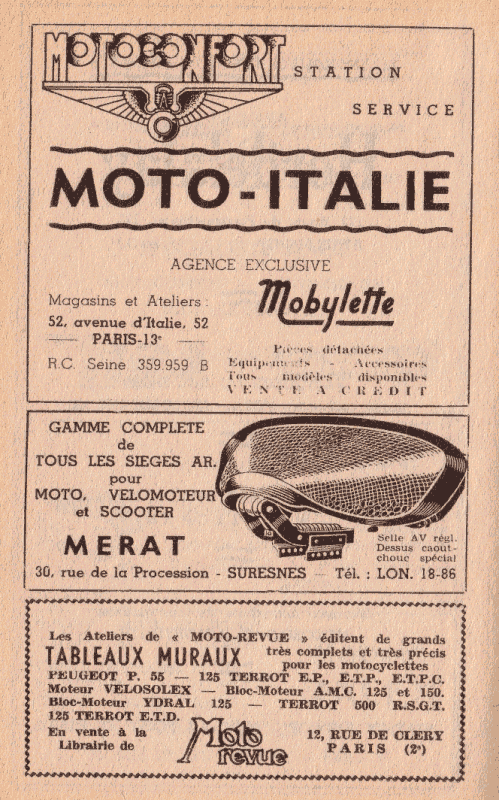 MOTOCONFORT
STATION
SERVICE
MOTO-ITALIE
AGENCE EXCLUSIVE
Mobylette
Magasins et Ateliers :
52, avenue d'Italie, 52
— PARIS-13e —
R.C. Seine 359.959 B
Pièces détachées
Equipements - Accessoires
Tous modèles disponibles
VENTE A CREDIT
GAMME COMPLETE
de
TOUS LES SIEGES AR.
pour
MOTO, VELOMOTEUR
et SCOOTER
MERAT
Selle AV régl.
Dessus caout-
chouc spécial
30, rue de la Procession - SURESNES — Tél. : LON. 18-86
Les Ateliers de « MOTO-REVUE » éditent de grands
TABLEAUX MURAUX très complets et très précis
pour les motocyclettes
PEUGEOT P. 55 — 125 TERROT E.P., E.T.P., E.T.P.C.
Moteur VELOSOLEX — Bloc-Moteur A.M.C. 125 et 150.
Bloc-Moteur YDRAL 125 — TERROT 500 R.S.G.T.
125 TERROT E.T.D.
En vente à la
Librairie de
Moto
revue
12, RUE DE CLERY
PARIS (2e)